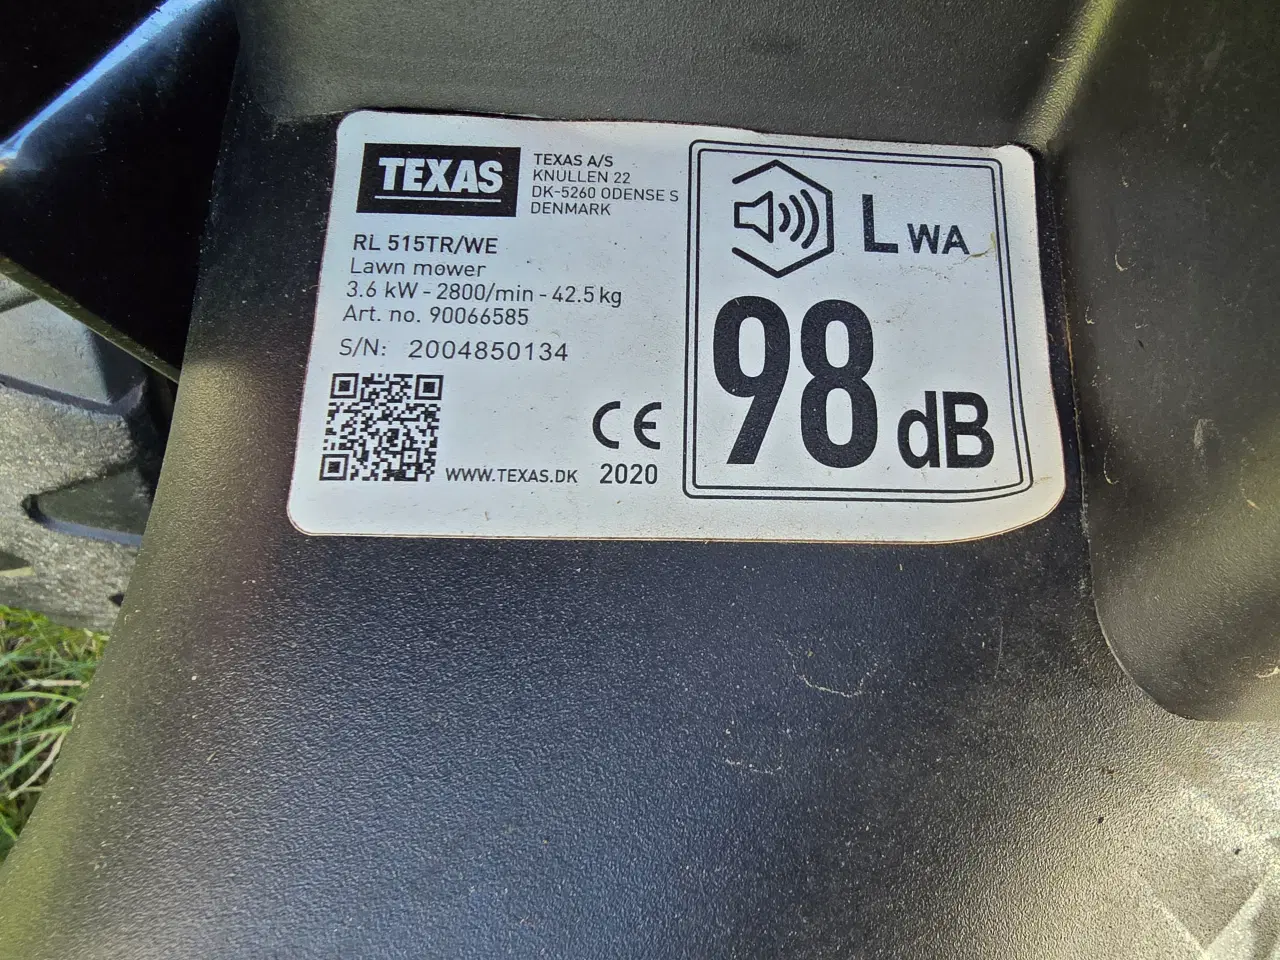 TEXAS
TEXAS A/S
KNULLEN 22
DK-5260 ODENSE S
DENMARK
RL 515TR/WE
Lawn mower
3.6 kW - 2800/min - 42.5 kg
Art. no. 90066585
S/N: 2004850134
WWW.TEXAS.DK
CE
2020
LWA
98 dB